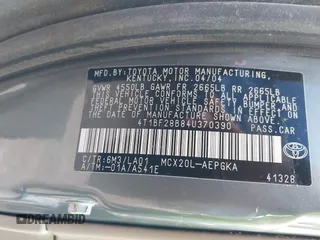 MFD.BY:TOYOTA MOTOR MANUFACTURING,
KENTUCKY, INC.04/04
GVWR 4550LB GAWR FR 2665LB RR 2665LB
THIS VEHICLE CONFORMS TO ALL APPLICABLE
FEDERAL MOTOR VEHICLE SAFETY, BUMPER, AND
THEFT PREVENTION STANDARDS IN EFFECT ON
THE DATE OF MANUFACTURE SHOWN ABOVE.
4T1BF28B84U370390 PASS.CAR
C/TR:6M3/LA01 MCX20L-AEPGKA
A/TM:-01A/A541E
41328
TOYOTA